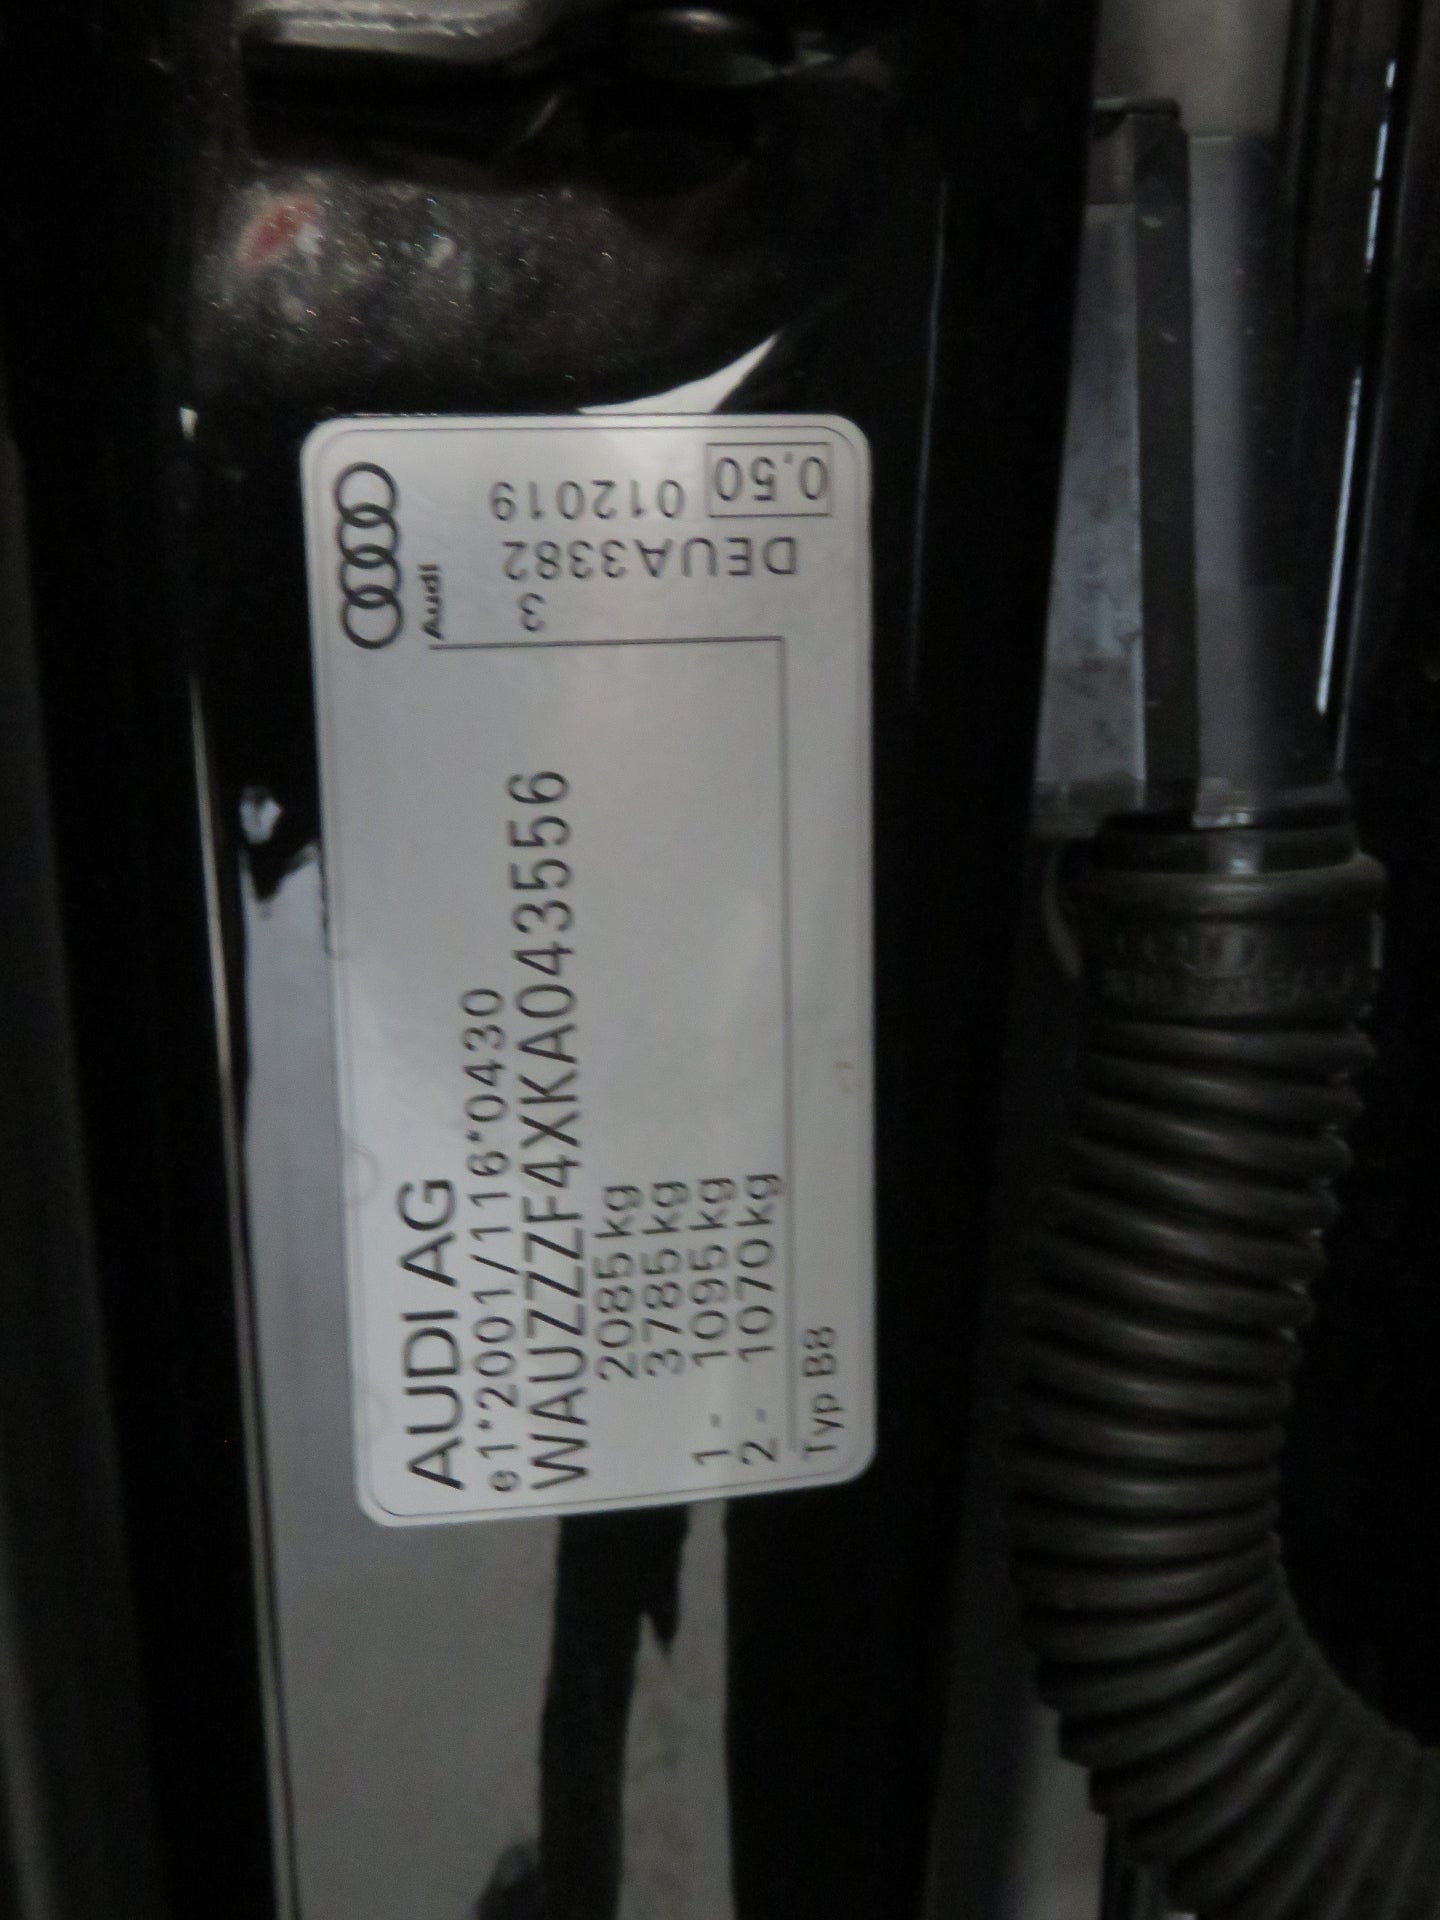 AUDI AG
e1*2001/116*0430
WAUZZZF4XKA043556
2085kg
3785kg
1- 1095kg
2- 1070kg
Typ B8
Audi
0,50
012019
DEUA3382
3